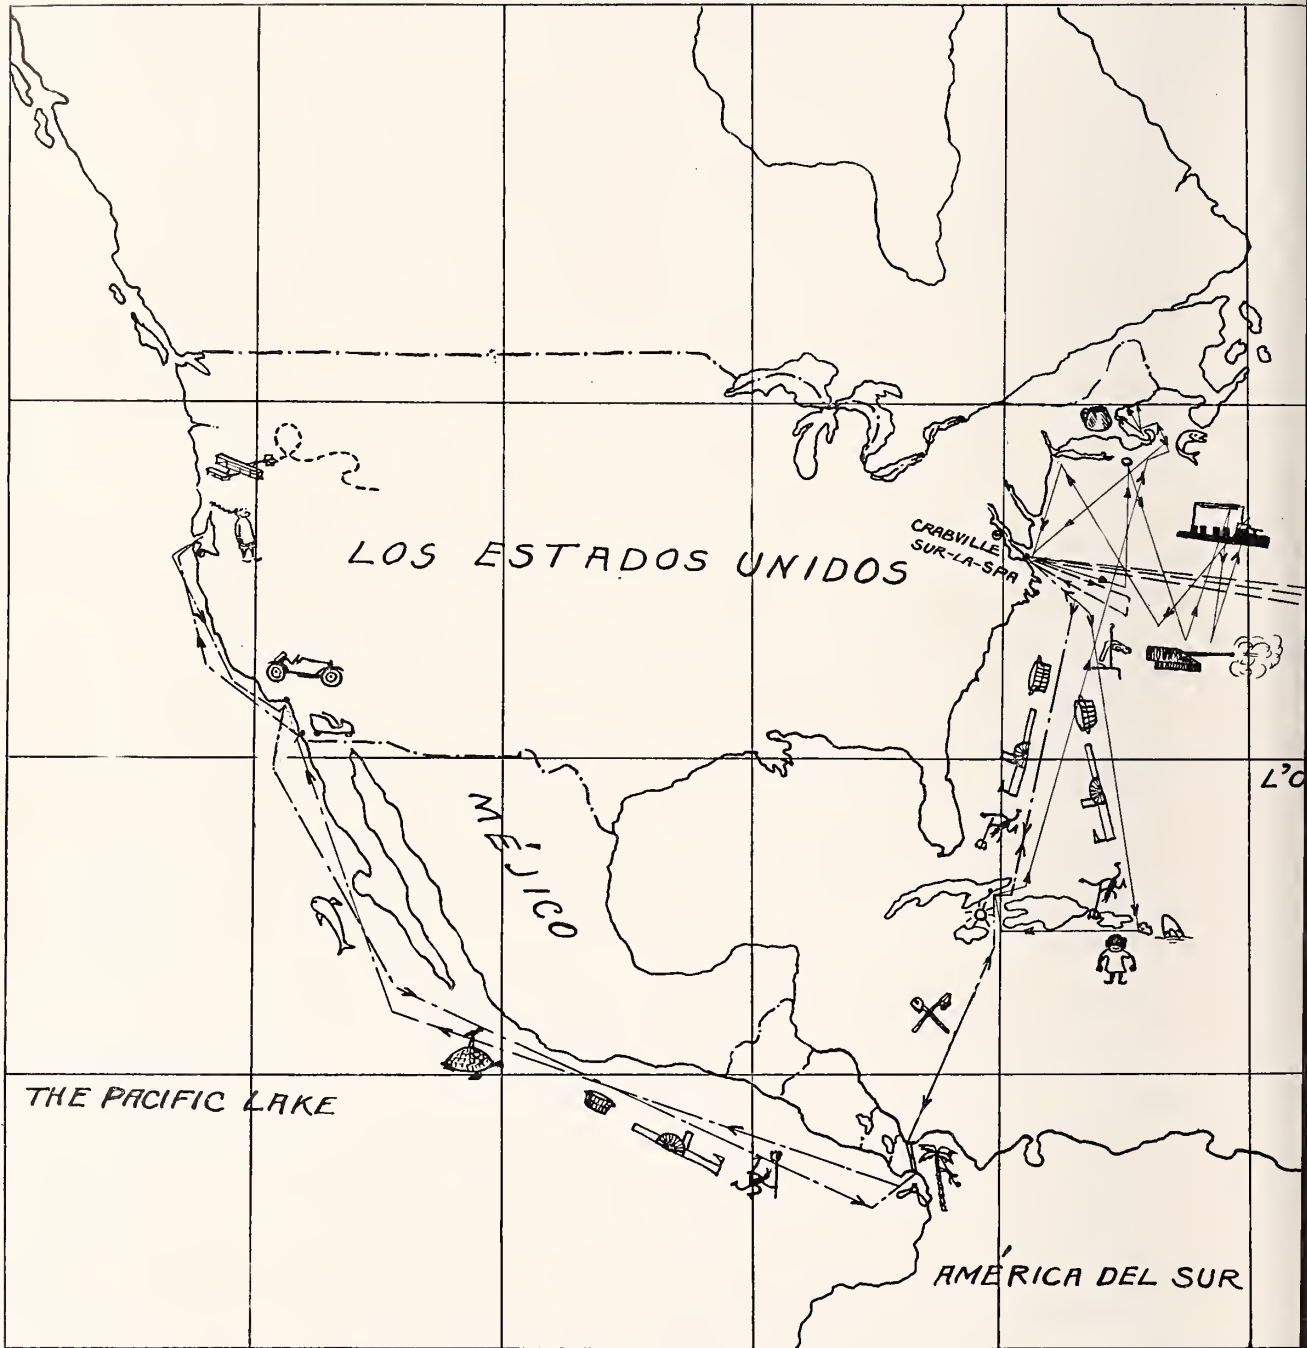 CRABVILLE
SUR-LA-SPA
LOS ESTADOS UNIDOS
L'O
MÉJICO
THE PACIFIC LAKE
AMÉRICA DEL SUR